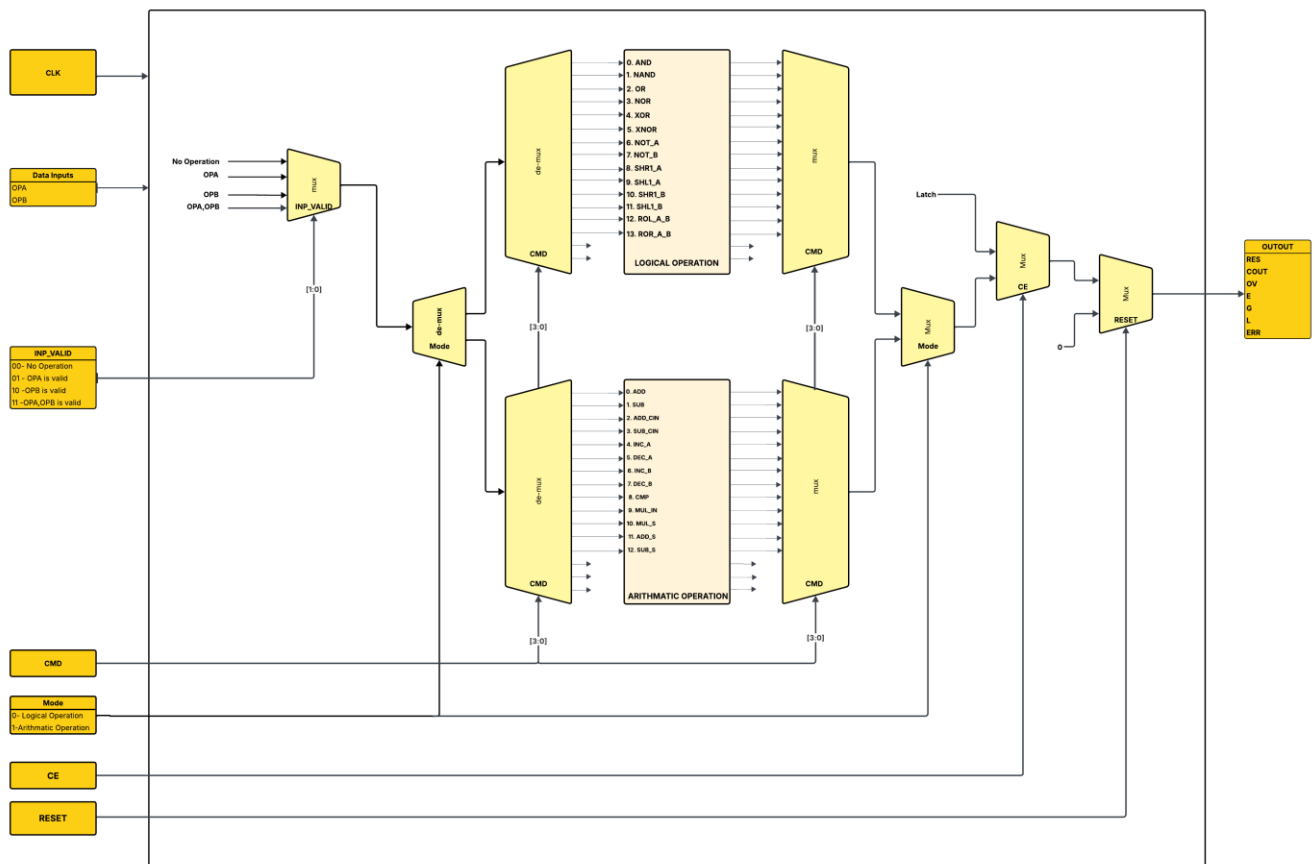 CLK
Data Inputs
OPA
OPB
INP_VALID
00- No Operation
01 - OPA is valid
10 -OPB is valid
11 -OPA,OPB is valid
CMD
Mode
0- Logical Operation
1-Arithmatic Operation
CE
RESET
No Operation
OPA
OPB
OPA,OPB
mux
INP_VALID
[1:0]
de-mux
Mode
de-mux
CMD
[3:0]
de-mux
CMD
[3:0]
0. AND
1. NAND
2. OR
3. NOR
4. XOR
5. XNOR
6. NOT_A
7. NOT_B
8. SHR1_A
9. SHL1_A
10. SHR1_B
11. SHL1_B
12. ROL_A_B
13. ROR_A_B
LOGICAL OPERATION
0. ADD
1. SUB
2. ADD_CIN
3. SUB_CIN
4. INC_A
5. DEC_A
6. INC_B
7. DEC_B
8. CMP
9. MUL_IN
10. MUL_S
11. ADD_S
12. SUB_S
ARITHMATIC OPERATION
mux
CMD
[3:0]
mux
CMD
[3:0]
Mux
Mode
Latch
Mux
CE
0
Mux
RESET
OUTOUT
RES
COUT
OV
E
G
L
ERR